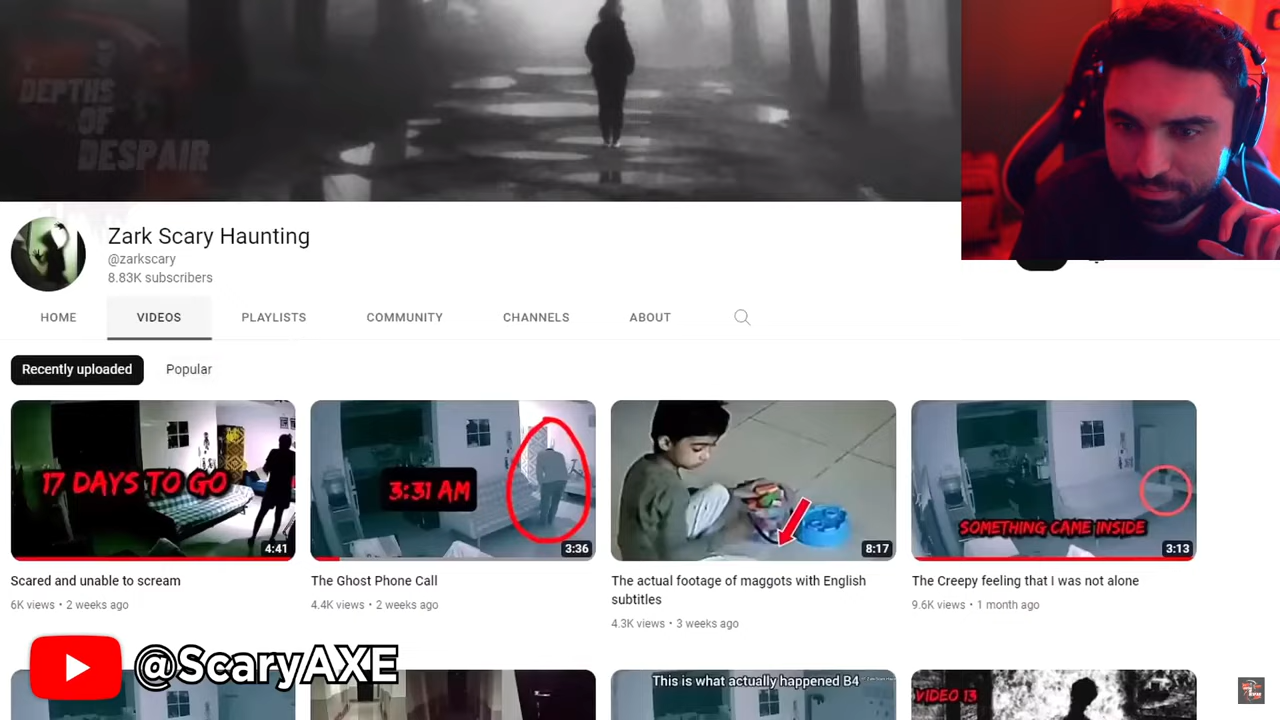 DEPTHS
OF
DESPAIR
Zark Scary Haunting
@zarkscary
8.83K subscribers
HOME VIDEOS PLAYLISTS COMMUNITY CHANNELS ABOUT
Recently uploaded Popular
17 DAYS TO GO
4:41
3:31 AM
3:36
8:17
SOMETHING CAME INSIDE
3:13
Scared and unable to scream
6K views • 2 weeks ago
The Ghost Phone Call
4.4K views • 2 weeks ago
The actual footage of maggots with English
subtitles
4.3K views • 3 weeks ago
The Creepy feeling that I was not alone
9.6K views • 1 month ago
@ScaryAXE
This is what actually happened B4
VIDEO 13